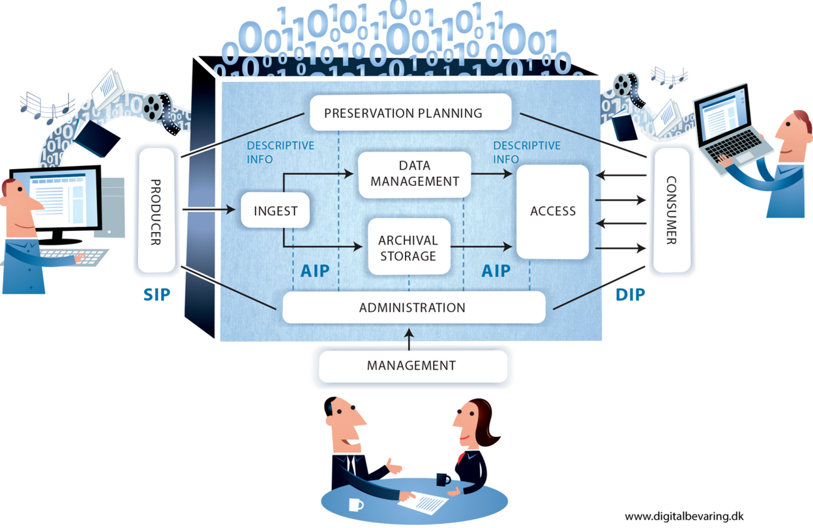 PRESERVATION PLANNING
DESCRIPTIVE
INFO
DATA
MANAGEMENT
DESCRIPTIVE
INFO
PRODUCER
INGEST
ACCESS
CONSUMER
ARCHIVAL
STORAGE
AIP
AIP
SIP
DIP
ADMINISTRATION
MANAGEMENT
www.digitalbevaring.dk